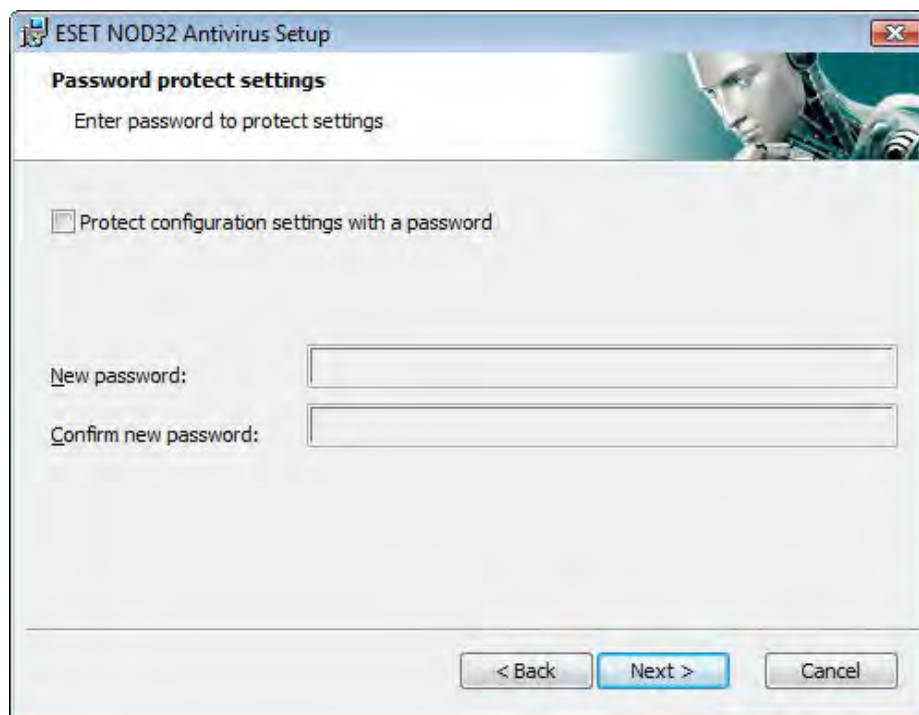 ESET NOD32 Antivirus Setup
Password protect settings
Enter password to protect settings
Protect configuration settings with a password
New password:
Confirm new password:
< Back Next > Cancel